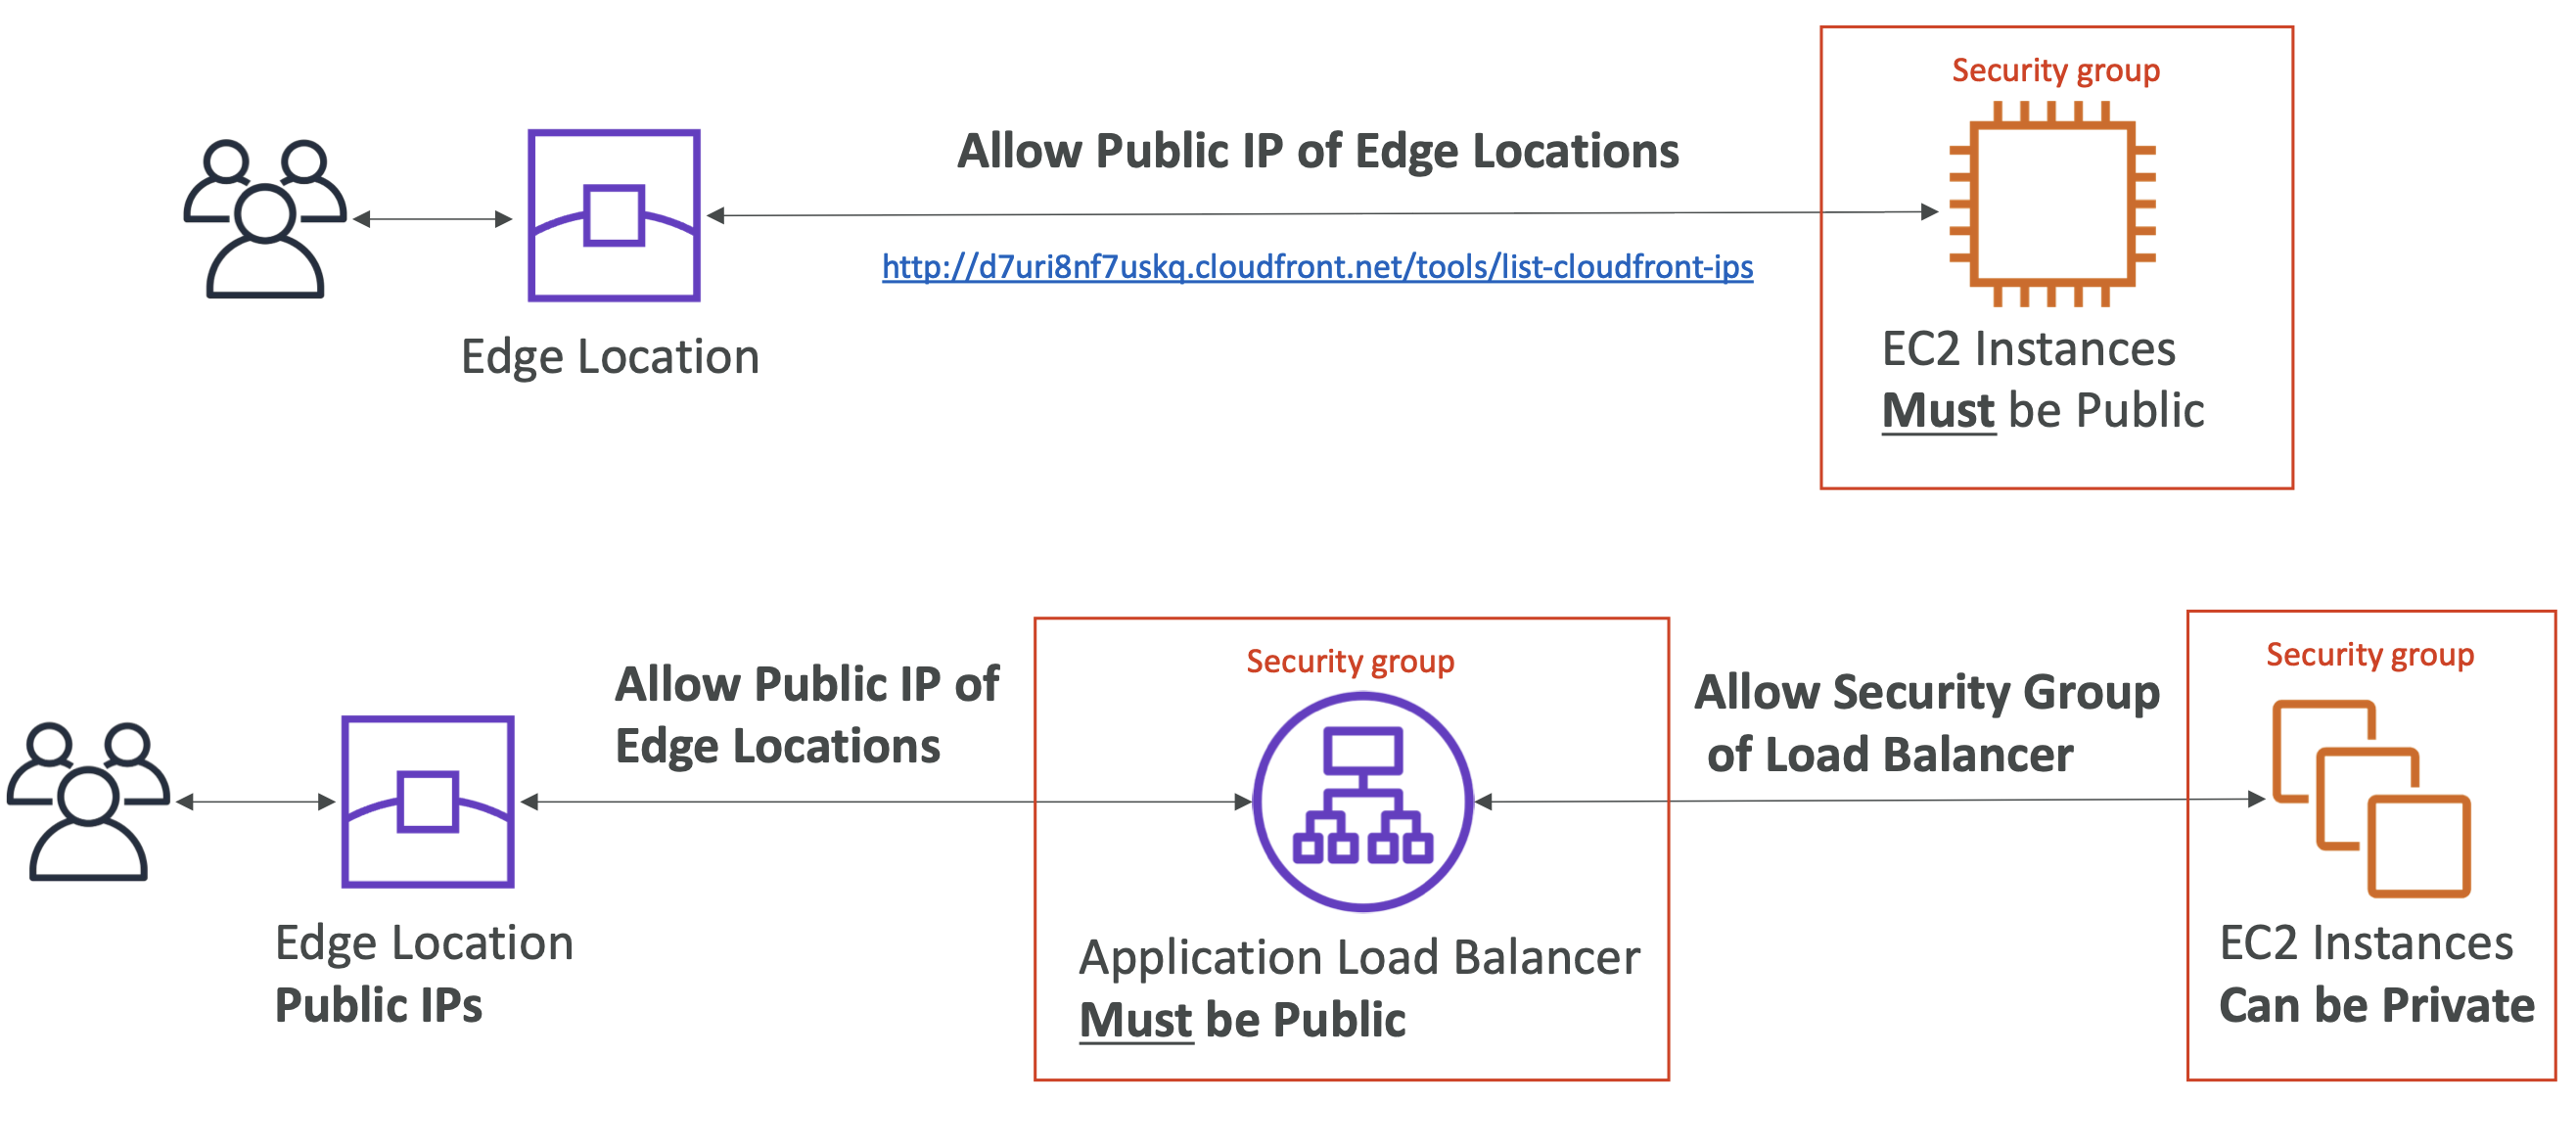 Security group
Allow Public IP of Edge Locations
http://d7uri8nf7uskq.cloudfront.net/tools/list-cloudfront-ips
Edge Location
EC2 Instances
Must be Public
Allow Public IP of
Edge Locations
Security group
Allow Security Group
of Load Balancer
Security group
Edge Location
Public IPs
Application Load Balancer
Must be Public
EC2 Instances
Can be Private